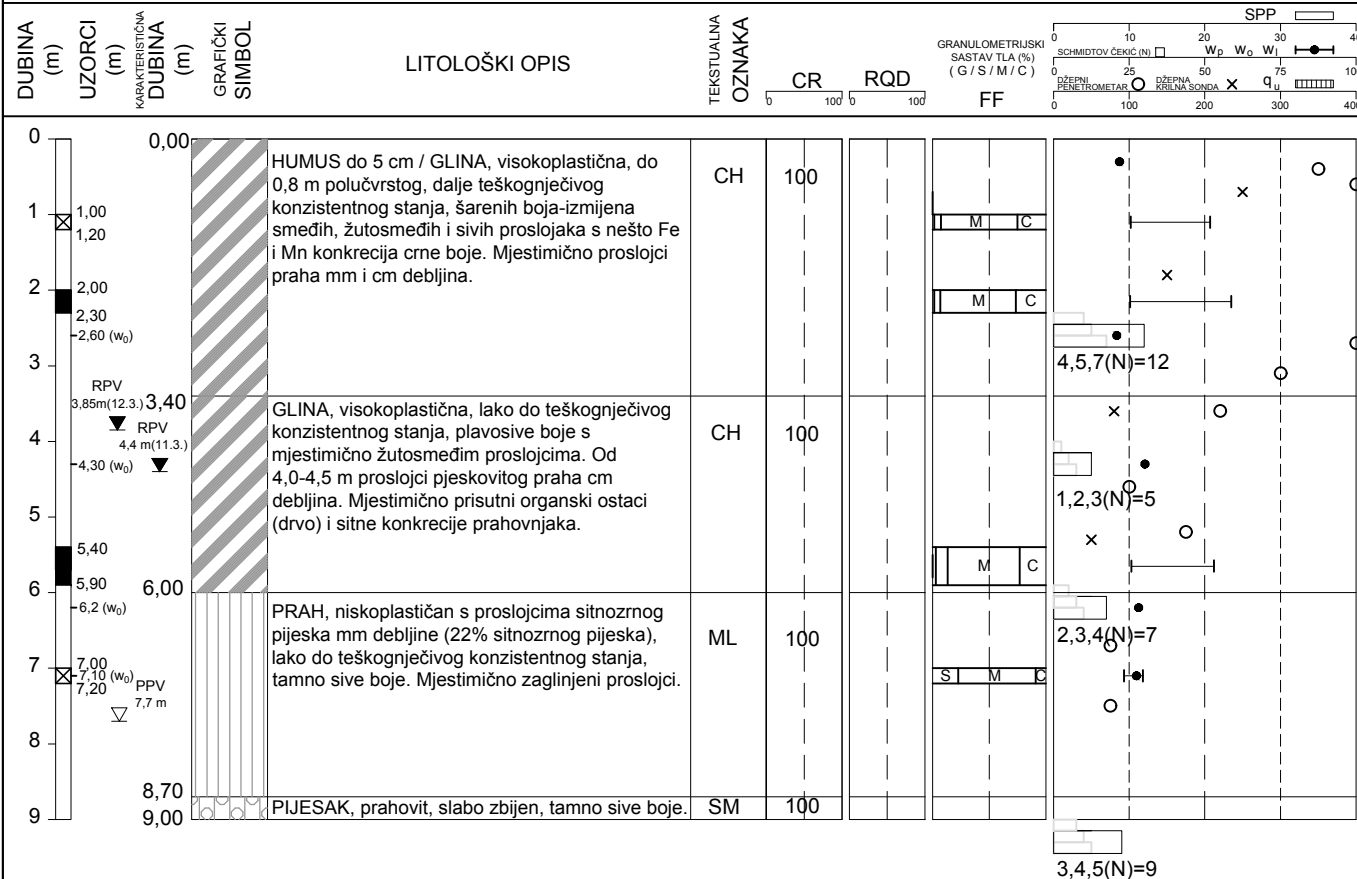 DUBINA
(m)
UZORCI
(m)
KARAKTERISTIČNA
DUBINA
(m)
GRAFIČKI
SIMBOL
LITOLOŠKI OPIS
TEKSTUALNA
OZNAKA
CR
0 100
RQD
0 100
GRANULOMETRIJSKI
SASTAV TLA (%)
( G / S / M / C )
FF
SPP
0 10 20 30 40
SCHMIDTOV ČEKIĆ (N) wp wo wl
0 25 50 75 100
DŽEPNI
PENETROMETAR
DŽEPNA
KRILNA SONDA
qu
0 100 200 300 400
0
1
2
3
4
5
6
7
8
9
1,00
1,20
2,00
2,30
2,60 (w0)
RPV
3,85m(12.3.)
RPV
4,4 m(11.3.)
4,30 (w0)
5,40
5,90
6,2 (w0)
7,00
7,10 (w0)
7,20
PPV
7,7 m
0,00
3,40
6,00
8,70
9,00
HUMUS do 5 cm / GLINA, visokoplastična, do
0,8 m polučvrstog, dalje teškognječivog
konzistentnog stanja, šarenih boja-izmijena
smeđih, žutosmeđih i sivih proslojaka s nešto Fe
i Mn konkrecija crne boje. Mjestimično proslojci
praha mm i cm debljina.
CH
100
M C
M C
4,5,7(N)=12
GLINA, visokoplastična, lako do teškognječivog
konzistentnog stanja, plavosive boje s
mjestimično žutosmeđim proslojcima. Od
4,0-4,5 m proslojci pjeskovitog praha cm
debljina. Mjestimično prisutni organski ostaci
(drvo) i sitne konkrecije prahovnjaka.
CH
100
M C
1,2,3(N)=5
PRAH, niskoplastičan s proslojcima sitnozrnog
pijeska mm debljine (22% sitnozrnog pijeska),
lako do teškognječivog konzistentnog stanja,
tamno sive boje. Mjestimično zaglinjeni proslojci.
ML
100
S M C
2,3,4(N)=7
PIJESAK, prahovit, slabo zbijen, tamno sive boje.
SM
100
3,4,5(N)=9